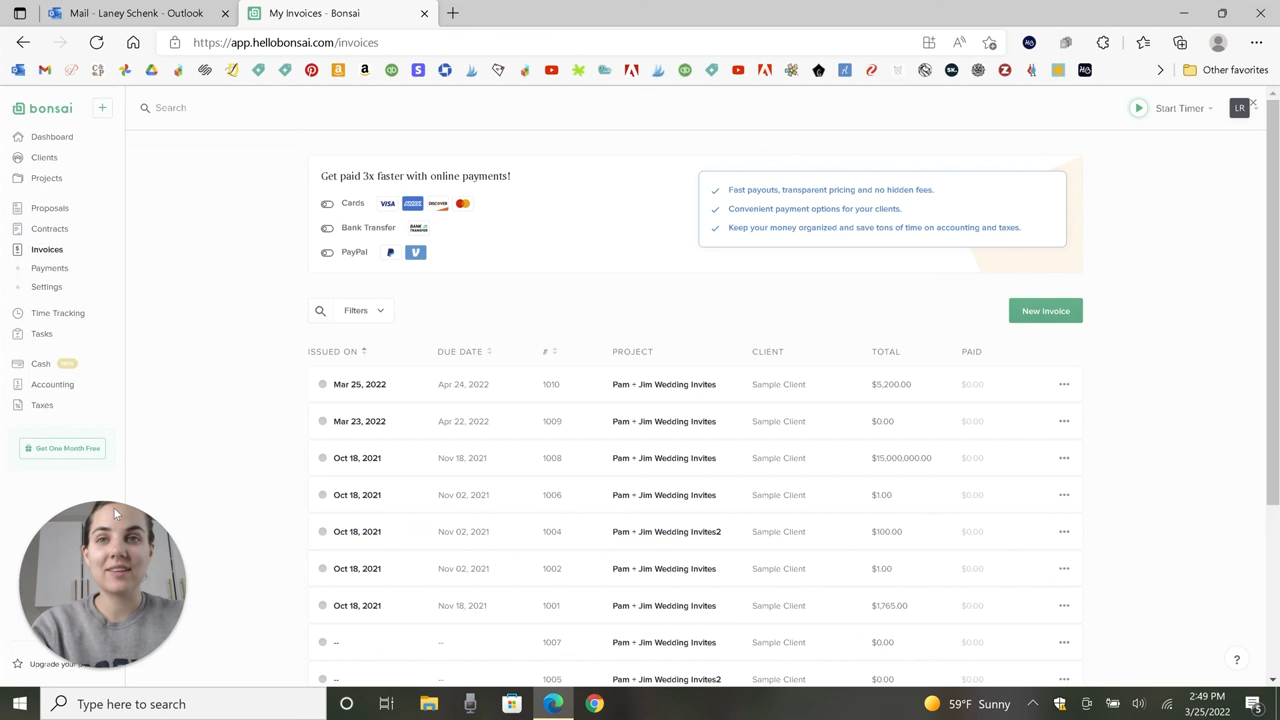 Mail - Laney Schenk - Outlook
My Invoices - Bonsai
https://app.hellobonsai.com/invoices
Other favorites
bonsai
Search
Start Timer
LR
Dashboard
Clients
Projects
Proposals
Contracts
Invoices
Payments
Settings
Time Tracking
Tasks
Cash NEW
Accounting
Taxes
Get One Month Free
Upgrade your
Get paid 3x faster with online payments!
Cards VISA DISCOVER
Bank Transfer BANK TRANSFER
PayPal
Fast payouts, transparent pricing and no hidden fees.
Convenient payment options for your clients.
Keep your money organized and save tons of time on accounting and taxes.
Filters
New Invoice
ISSUED ON DUE DATE # PROJECT CLIENT TOTAL PAID
Mar 25, 2022 Apr 24, 2022 1010 Pam + Jim Wedding Invites Sample Client $5,200.00 $0.00
Mar 23, 2022 Apr 22, 2022 1009 Pam + Jim Wedding Invites Sample Client $0.00 $0.00
Oct 18, 2021 Nov 18, 2021 1008 Pam + Jim Wedding Invites Sample Client $15,000,000.00 $0.00
Oct 18, 2021 Nov 02, 2021 1006 Pam + Jim Wedding Invites Sample Client $1.00 $0.00
Oct 18, 2021 Nov 02, 2021 1004 Pam + Jim Wedding Invites2 Sample Client $100.00 $0.00
Oct 18, 2021 Nov 02, 2021 1002 Pam + Jim Wedding Invites Sample Client $1.00 $0.00
Oct 18, 2021 Nov 18, 2021 1001 Pam + Jim Wedding Invites Sample Client $1,765.00 $0.00
-- -- 1007 Pam + Jim Wedding Invites Sample Client $0.00 $0.00
-- -- 1005 Pam + Jim Wedding Invites2 Sample Client $0.00 $0.00
?
Type here to search
59°F Sunny
2:49 PM
3/25/2022